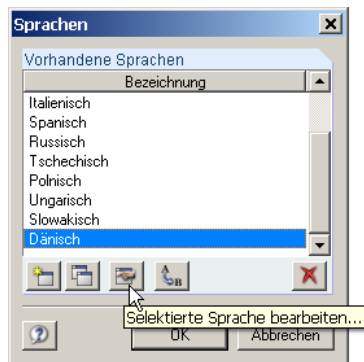 Sprachen
Vorhandene Sprachen
Bezeichnung
Italienisch
Spanisch
Russisch
Tschechisch
Polnisch
Ungarisch
Slowakisch
Dänisch
Selektierte Sprache bearbeiten...
OK
Abbrechen